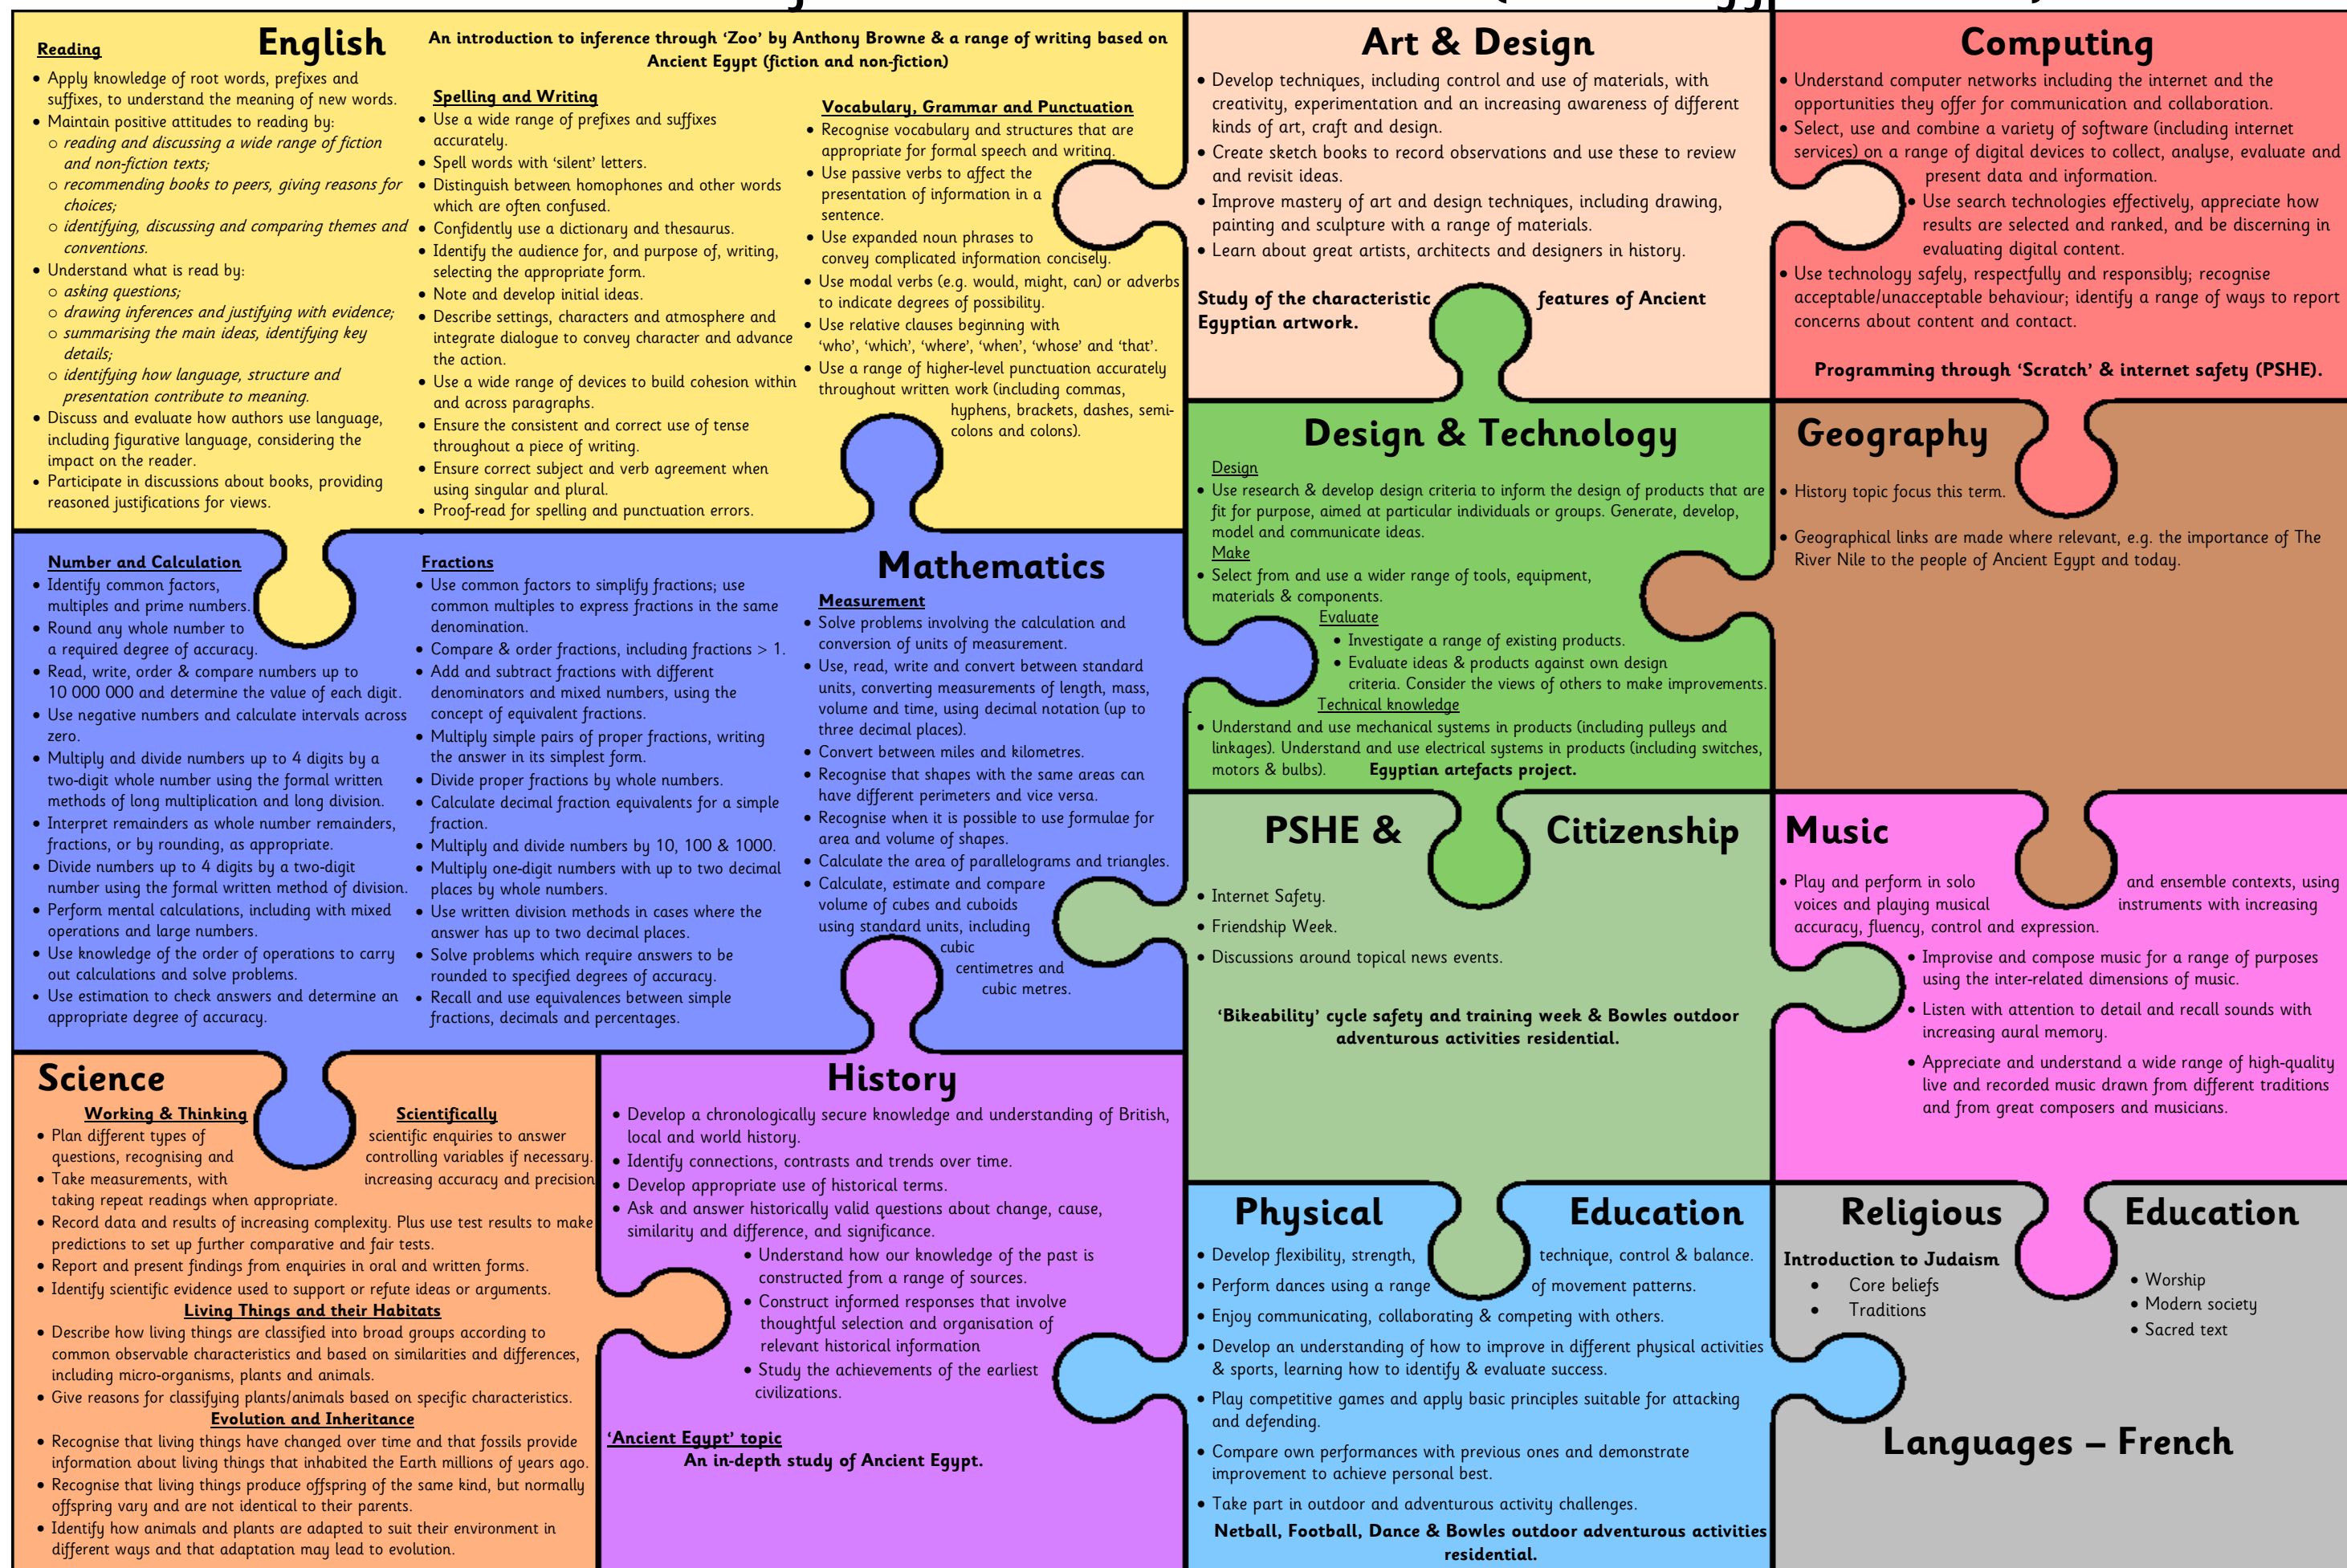 English
Reading
• Apply knowledge of root words, prefixes and
suffixes, to understand the meaning of new words.
• Maintain positive attitudes to reading by:
o reading and discussing a wide range of fiction
and non-fiction texts;
o recommending books to peers, giving reasons for
choices;
o identifying, discussing and comparing themes and
conventions.
• Understand what is read by:
o asking questions;
o drawing inferences and justifying with evidence;
o summarising the main ideas, identifying key
details;
o identifying how language, structure and
presentation contribute to meaning.
• Discuss and evaluate how authors use language,
including figurative language, considering the
impact on the reader.
• Participate in discussions about books, providing
reasoned justifications for views.
An introduction to inference through ‘Zoo’ by Anthony Browne & a range of writing based on
Ancient Egypt (fiction and non-fiction)
Spelling and Writing
• Use a wide range of prefixes and suffixes
accurately.
• Spell words with ‘silent’ letters.
• Distinguish between homophones and other words
which are often confused.
• Confidently use a dictionary and thesaurus.
• Identify the audience for, and purpose of, writing,
selecting the appropriate form.
• Note and develop initial ideas.
• Describe settings, characters and atmosphere and
integrate dialogue to convey character and advance
the action.
• Use a wide range of devices to build cohesion within
and across paragraphs.
• Ensure the consistent and correct use of tense
throughout a piece of writing.
• Ensure correct subject and verb agreement when
using singular and plural.
• Proof-read for spelling and punctuation errors.
Vocabulary, Grammar and Punctuation
• Recognise vocabulary and structures that are
appropriate for formal speech and writing.
• Use passive verbs to affect the
presentation of information in a
sentence.
• Use expanded noun phrases to
convey complicated information concisely.
• Use modal verbs (e.g. would, might, can) or adverbs
to indicate degrees of possibility.
• Use relative clauses beginning with
‘who’, ‘which’, ‘where’, ‘when’, ‘whose’ and ‘that’.
• Use a range of higher-level punctuation accurately
throughout written work (including commas,
hyphens, brackets, dashes, semi-
colons and colons).
Art & Design
• Develop techniques, including control and use of materials, with
creativity, experimentation and an increasing awareness of different
kinds of art, craft and design.
• Create sketch books to record observations and use these to review
and revisit ideas.
• Improve mastery of art and design techniques, including drawing,
painting and sculpture with a range of materials.
• Learn about great artists, architects and designers in history.
Study of the characteristic features of Ancient
Egyptian artwork.
Computing
• Understand computer networks including the internet and the
opportunities they offer for communication and collaboration.
• Select, use and combine a variety of software (including internet
services) on a range of digital devices to collect, analyse, evaluate and
present data and information.
• Use search technologies effectively, appreciate how
results are selected and ranked, and be discerning in
evaluating digital content.
• Use technology safely, respectfully and responsibly; recognise
acceptable/unacceptable behaviour; identify a range of ways to report
concerns about content and contact.
Programming through ‘Scratch’ & internet safety (PSHE).
Design & Technology
Design
• Use research & develop design criteria to inform the design of products that are
fit for purpose, aimed at particular individuals or groups. Generate, develop,
model and communicate ideas.
Make
• Select from and use a wider range of tools, equipment,
materials & components.
Evaluate
• Investigate a range of existing products.
• Evaluate ideas & products against own design
criteria. Consider the views of others to make improvements.
Technical knowledge
• Understand and use mechanical systems in products (including pulleys and
linkages). Understand and use electrical systems in products (including switches,
motors & bulbs). Egyptian artefacts project.
Geography
• History topic focus this term.
• Geographical links are made where relevant, e.g. the importance of The
River Nile to the people of Ancient Egypt and today.
Mathematics
Number and Calculation
• Identify common factors,
multiples and prime numbers.
• Round any whole number to
a required degree of accuracy.
• Read, write, order & compare numbers up to
10 000 000 and determine the value of each digit.
• Use negative numbers and calculate intervals across
zero.
• Multiply and divide numbers up to 4 digits by a
two-digit whole number using the formal written
methods of long multiplication and long division.
• Interpret remainders as whole number remainders,
fractions, or by rounding, as appropriate.
• Divide numbers up to 4 digits by a two-digit
number using the formal written method of division.
• Perform mental calculations, including with mixed
operations and large numbers.
• Use knowledge of the order of operations to carry
out calculations and solve problems.
• Use estimation to check answers and determine an
appropriate degree of accuracy.
Fractions
• Use common factors to simplify fractions; use
common multiples to express fractions in the same
denomination.
• Compare & order fractions, including fractions > 1.
• Add and subtract fractions with different
denominators and mixed numbers, using the
concept of equivalent fractions.
• Multiply simple pairs of proper fractions, writing
the answer in its simplest form.
• Divide proper fractions by whole numbers.
• Calculate decimal fraction equivalents for a simple
fraction.
• Multiply and divide numbers by 10, 100 & 1000.
• Multiply one-digit numbers with up to two decimal
places by whole numbers.
• Use written division methods in cases where the
answer has up to two decimal places.
• Solve problems which require answers to be
rounded to specified degrees of accuracy.
• Recall and use equivalences between simple
fractions, decimals and percentages.
Measurement
• Solve problems involving the calculation and
conversion of units of measurement.
• Use, read, write and convert between standard
units, converting measurements of length, mass,
volume and time, using decimal notation (up to
three decimal places).
• Convert between miles and kilometres.
• Recognise that shapes with the same areas can
have different perimeters and vice versa.
• Recognise when it is possible to use formulae for
area and volume of shapes.
• Calculate the area of parallelograms and triangles.
• Calculate, estimate and compare
volume of cubes and cuboids
using standard units, including
cubic
centimetres and
cubic metres.
PSHE & Citizenship
• Internet Safety.
• Friendship Week.
• Discussions around topical news events.
‘Bikeability’ cycle safety and training week & Bowles outdoor
adventurous activities residential.
Music
• Play and perform in solo and ensemble contexts, using
voices and playing musical instruments with increasing
accuracy, fluency, control and expression.
• Improvise and compose music for a range of purposes
using the inter-related dimensions of music.
• Listen with attention to detail and recall sounds with
increasing aural memory.
• Appreciate and understand a wide range of high-quality
live and recorded music drawn from different traditions
and from great composers and musicians.
Science
Working & Thinking Scientifically
• Plan different types of scientific enquiries to answer
questions, recognising and controlling variables if necessary.
• Take measurements, with increasing accuracy and precision
taking repeat readings when appropriate.
• Record data and results of increasing complexity. Plus use test results to make
predictions to set up further comparative and fair tests.
• Report and present findings from enquiries in oral and written forms.
• Identify scientific evidence used to support or refute ideas or arguments.
Living Things and their Habitats
• Describe how living things are classified into broad groups according to
common observable characteristics and based on similarities and differences,
including micro-organisms, plants and animals.
• Give reasons for classifying plants/animals based on specific characteristics.
Evolution and Inheritance
• Recognise that living things have changed over time and that fossils provide
information about living things that inhabited the Earth millions of years ago.
• Recognise that living things produce offspring of the same kind, but normally
offspring vary and are not identical to their parents.
• Identify how animals and plants are adapted to suit their environment in
different ways and that adaptation may lead to evolution.
History
• Develop a chronologically secure knowledge and understanding of British,
local and world history.
• Identify connections, contrasts and trends over time.
• Develop appropriate use of historical terms.
• Ask and answer historically valid questions about change, cause,
similarity and difference, and significance.
• Understand how our knowledge of the past is
constructed from a range of sources.
• Construct informed responses that involve
thoughtful selection and organisation of
relevant historical information
• Study the achievements of the earliest
civilizations.
‘Ancient Egypt’ topic
An in-depth study of Ancient Egypt.
Physical Education
• Develop flexibility, strength, technique, control & balance.
• Perform dances using a range of movement patterns.
• Enjoy communicating, collaborating & competing with others.
• Develop an understanding of how to improve in different physical activities
& sports, learning how to identify & evaluate success.
• Play competitive games and apply basic principles suitable for attacking
and defending.
• Compare own performances with previous ones and demonstrate
improvement to achieve personal best.
• Take part in outdoor and adventurous activity challenges.
Netball, Football, Dance & Bowles outdoor adventurous activities
residential.
Religious Education
Introduction to Judaism
• Core beliefs
• Traditions
• Worship
• Modern society
• Sacred text
Languages – French